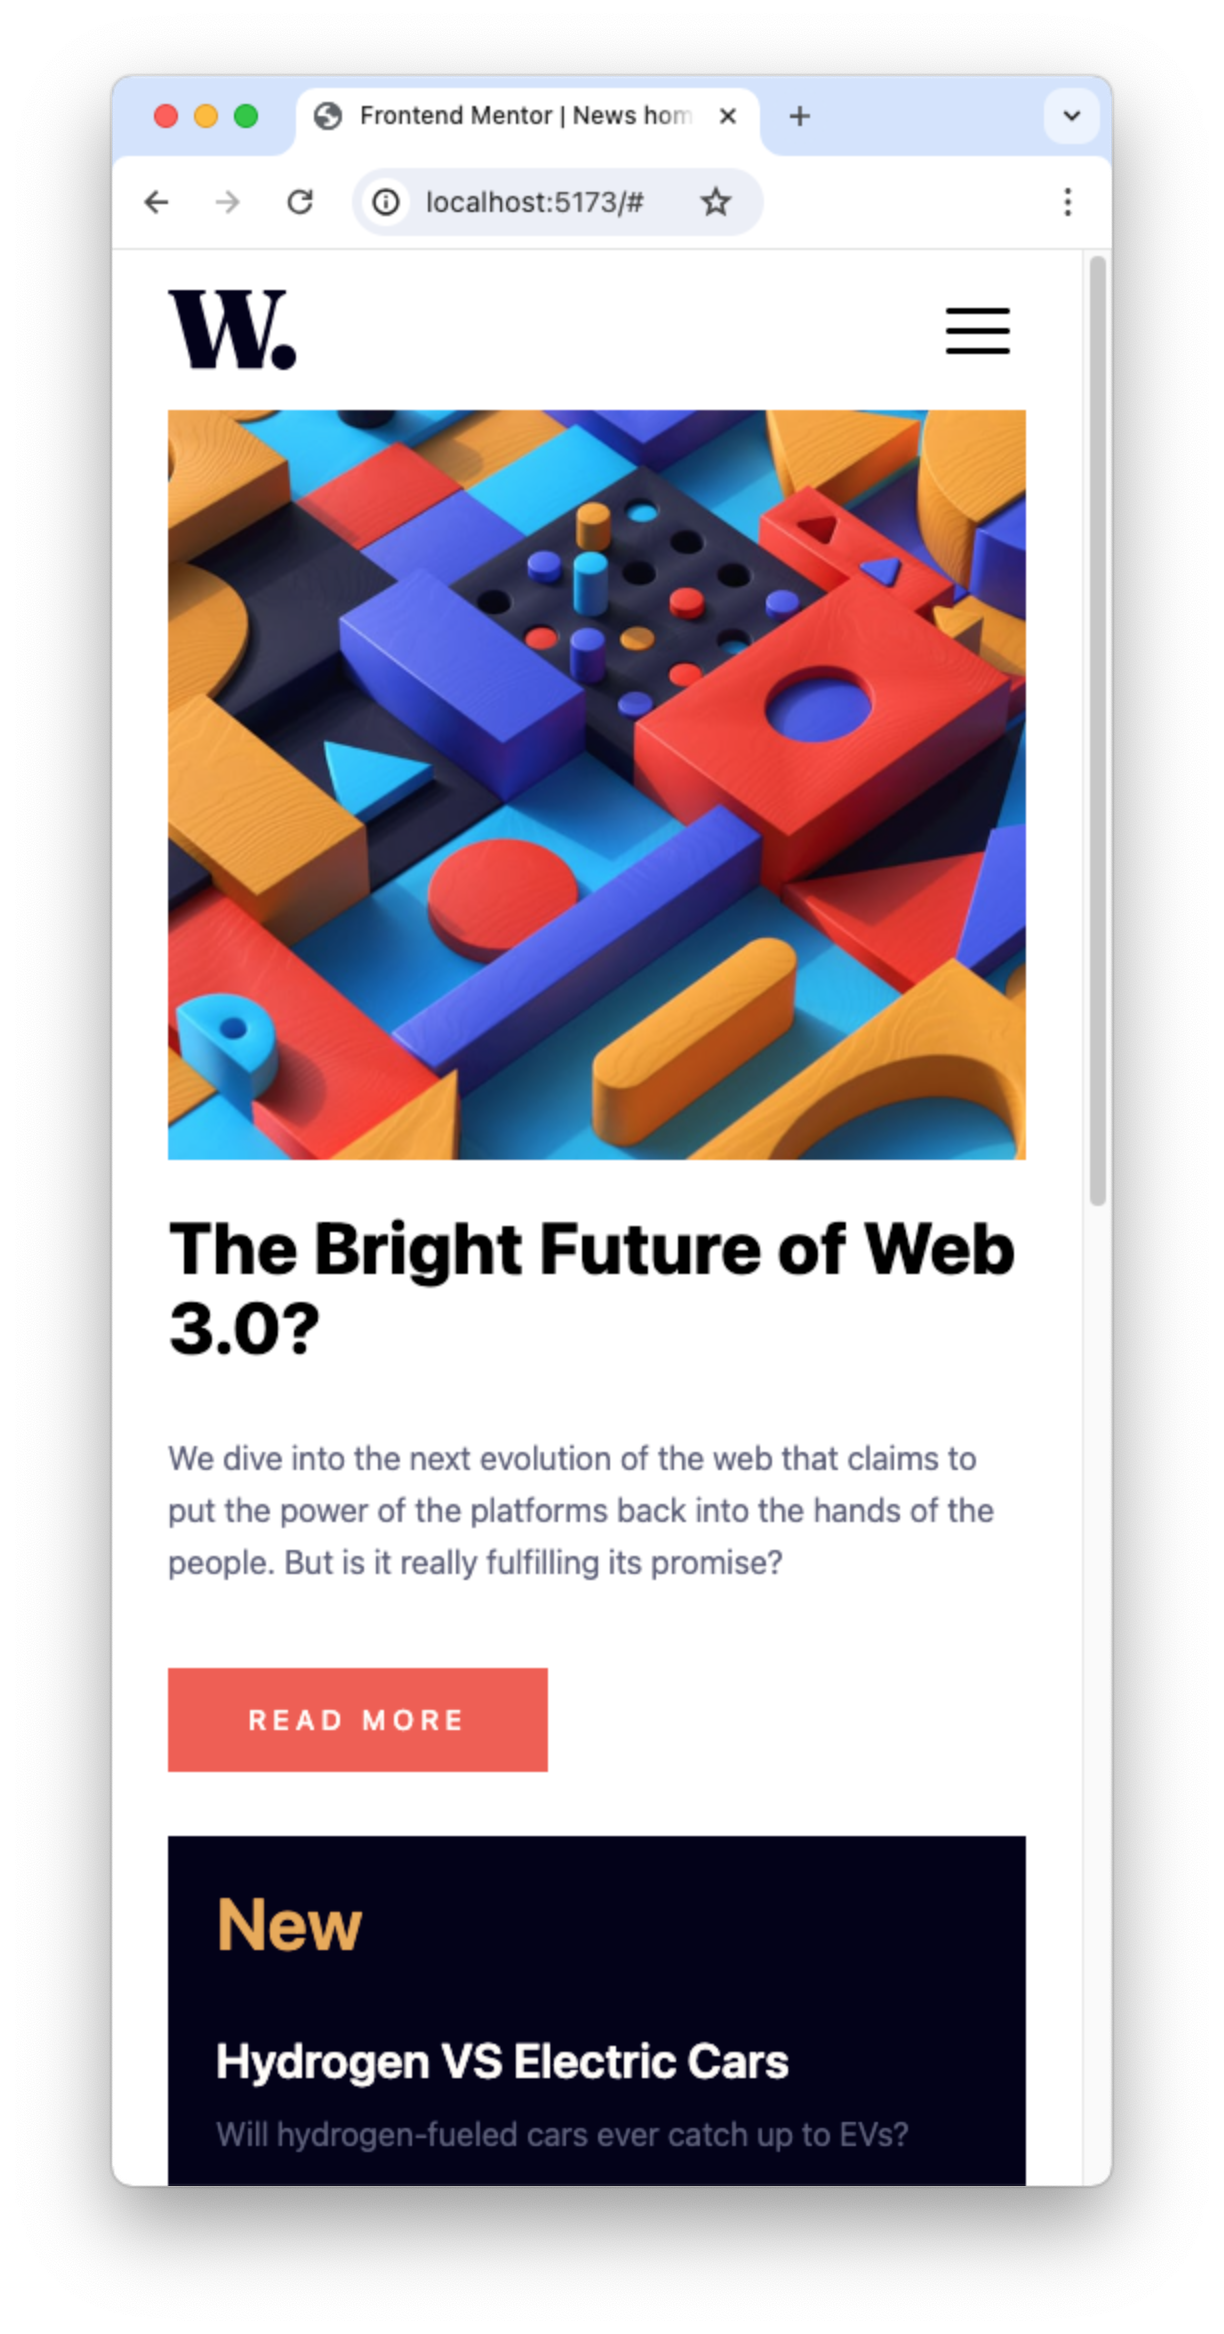 Frontend Mentor | News hom
localhost:5173/#
W.
The Bright Future of Web
3.0?
We dive into the next evolution of the web that claims to
put the power of the platforms back into the hands of the
people. But is it really fulfilling its promise?
READ MORE
New
Hydrogen VS Electric Cars
Will hydrogen-fueled cars ever catch up to EVs?